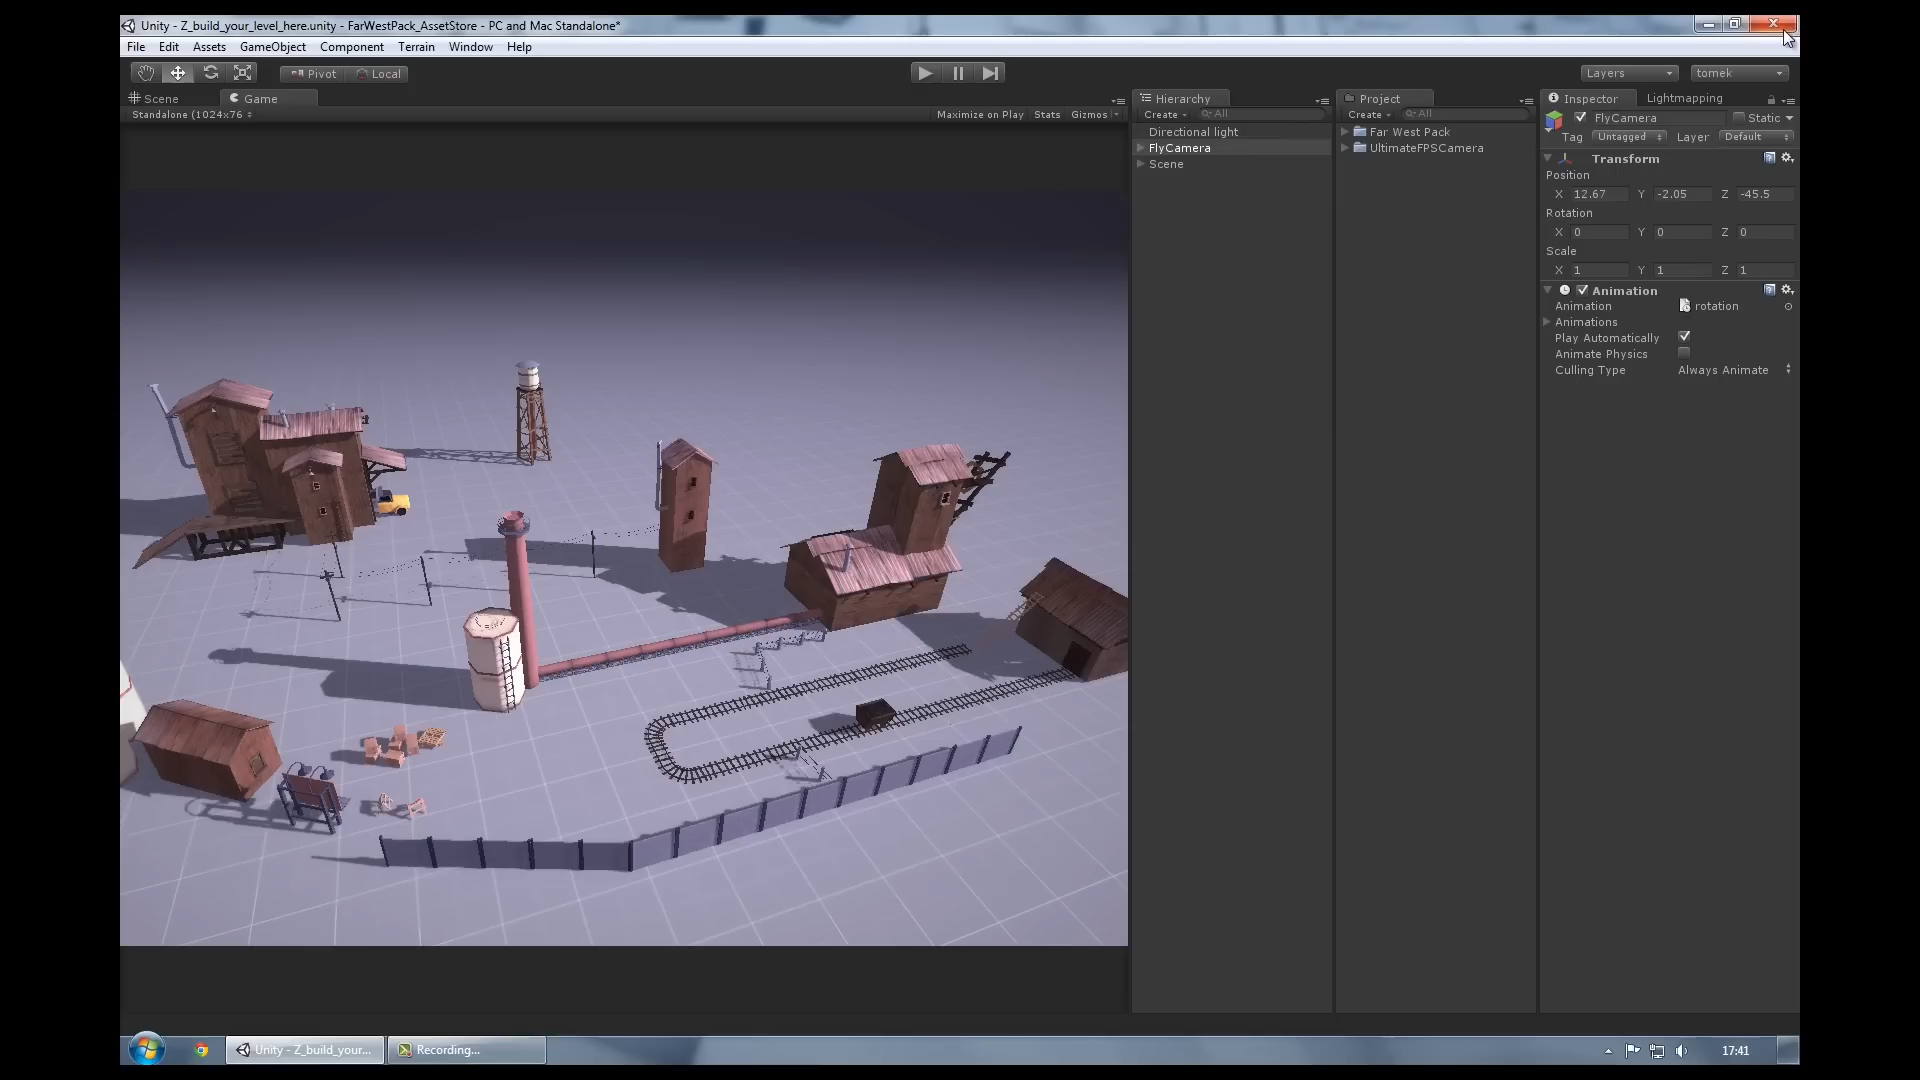 Unity - Z_build_your_level_here.unity - FarWestPack_AssetStore - PC and Mac Standalone*
File Edit Assets GameObject Component Terrain Window Help
Pivot Local Layers tomek
Scene Game
Standalone (1024x76
Maximize on Play Stats Gizmos
Hierarchy
Create All
Directional light
FlyCamera
Scene
Project
Create All
Far West Pack
UltimateFPSCamera
Inspector Lightmapping
FlyCamera Static
Tag Untagged Layer Default
Transform
Position
X 12.67 Y -2.05 Z -45.5
Rotation
X 0 Y 0 Z 0
Scale
X 1 Y 1 Z 1
Animation
Animation rotation
Animations
Play Automatically
Animate Physics
Culling Type Always Animate
Unity - Z_build_your... Recording... 17:41